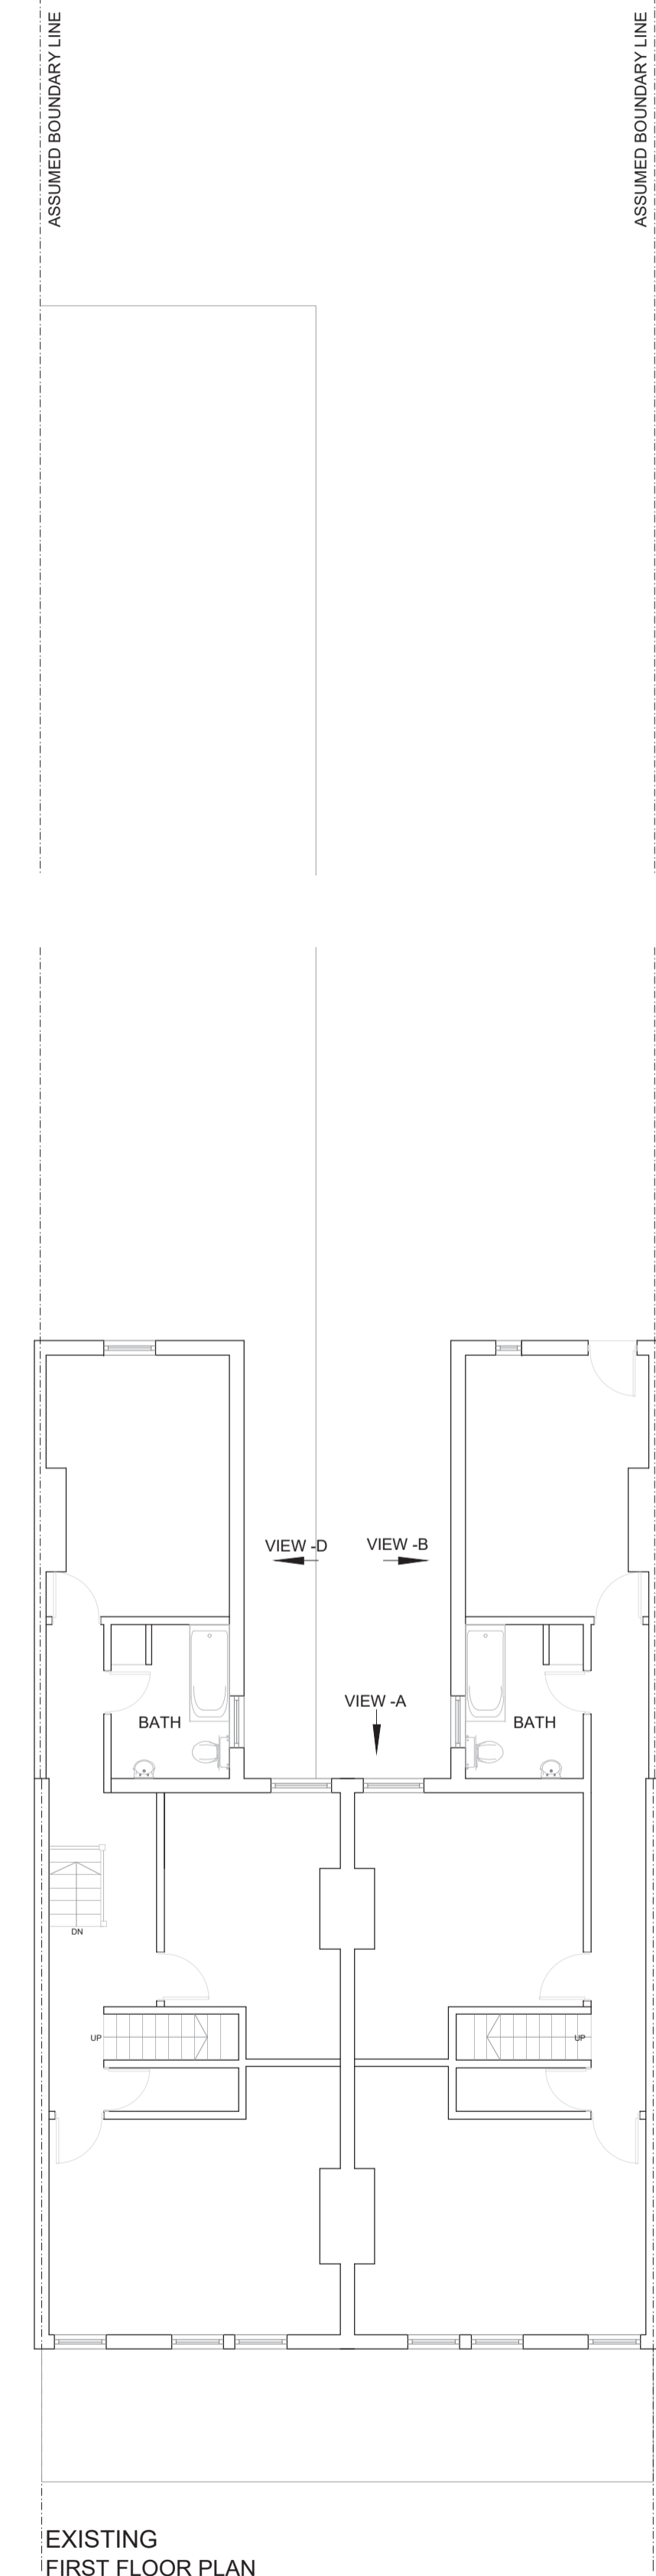 ASSUMED BOUNDARY LINE
ASSUMED BOUNDARY LINE
VIEW -D
VIEW -B
VIEW -A
BATH
BATH
DN
UP
UP
EXISTING
FIRST FLOOR PLAN